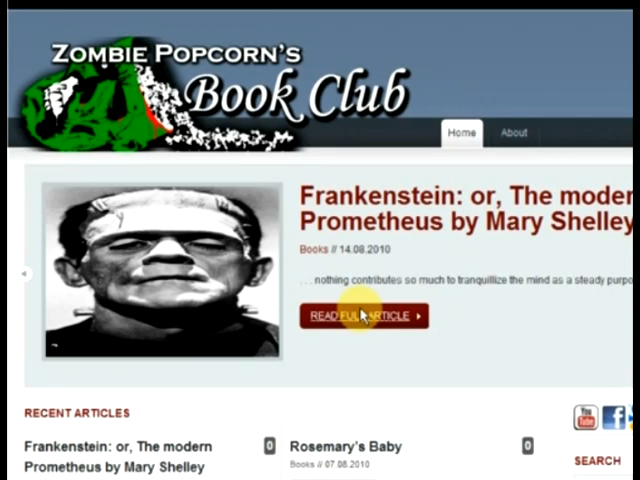 ZOMBIE POPCORN'S
Book Club
Home About
Frankenstein: or, The moder
Prometheus by Mary Shelley
Books // 14.08.2010
. . . nothing contributes so much to tranquillize the mind as a steady purpo
READ FULL ARTICLE
RECENT ARTICLES
You
Tube
f
Frankenstein: or, The modern
Prometheus by Mary Shelley
0
Rosemary's Baby
0
Books // 07.08.2010
SEARCH